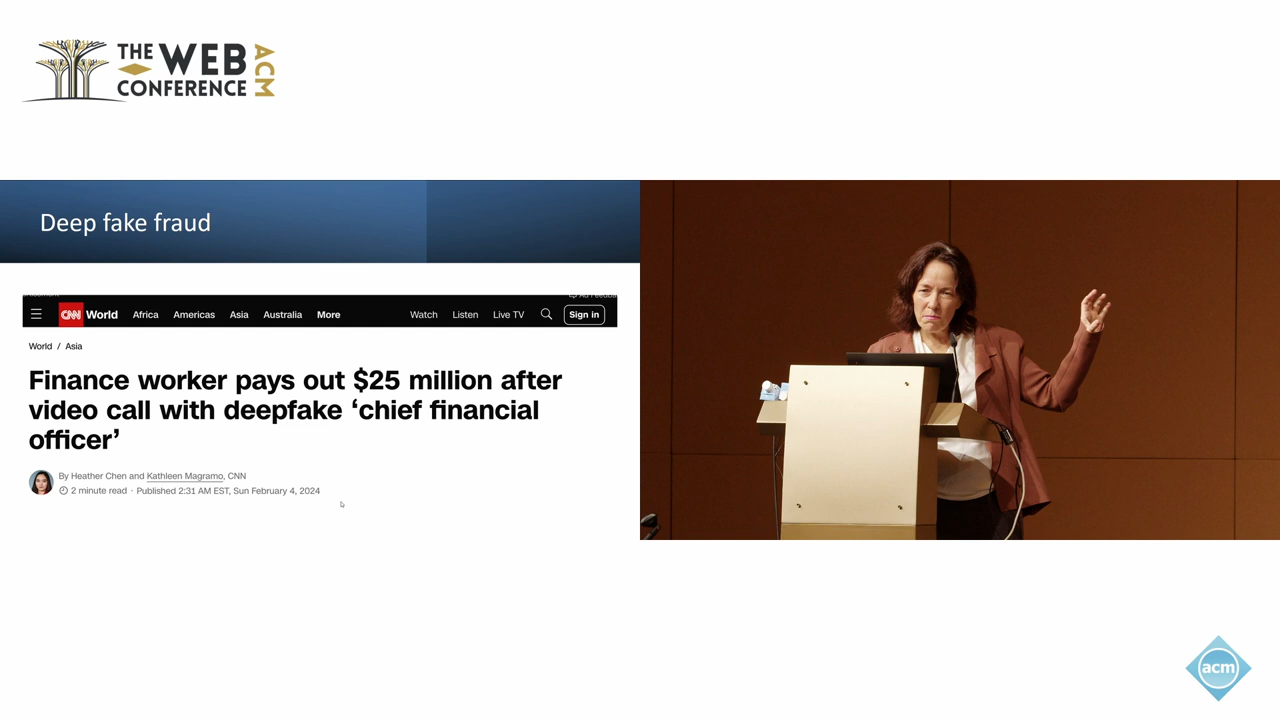 THE WEB
CONFERENCE
ACM
Deep fake fraud
CNN World Africa Americas Asia Australia More Watch Listen Live TV Sign in
World / Asia
Finance worker pays out $25 million after
video call with deepfake ‘chief financial
officer’
By Heather Chen and Kathleen Magramo, CNN
2 minute read · Published 2:31 AM EST, Sun February 4, 2024
acm